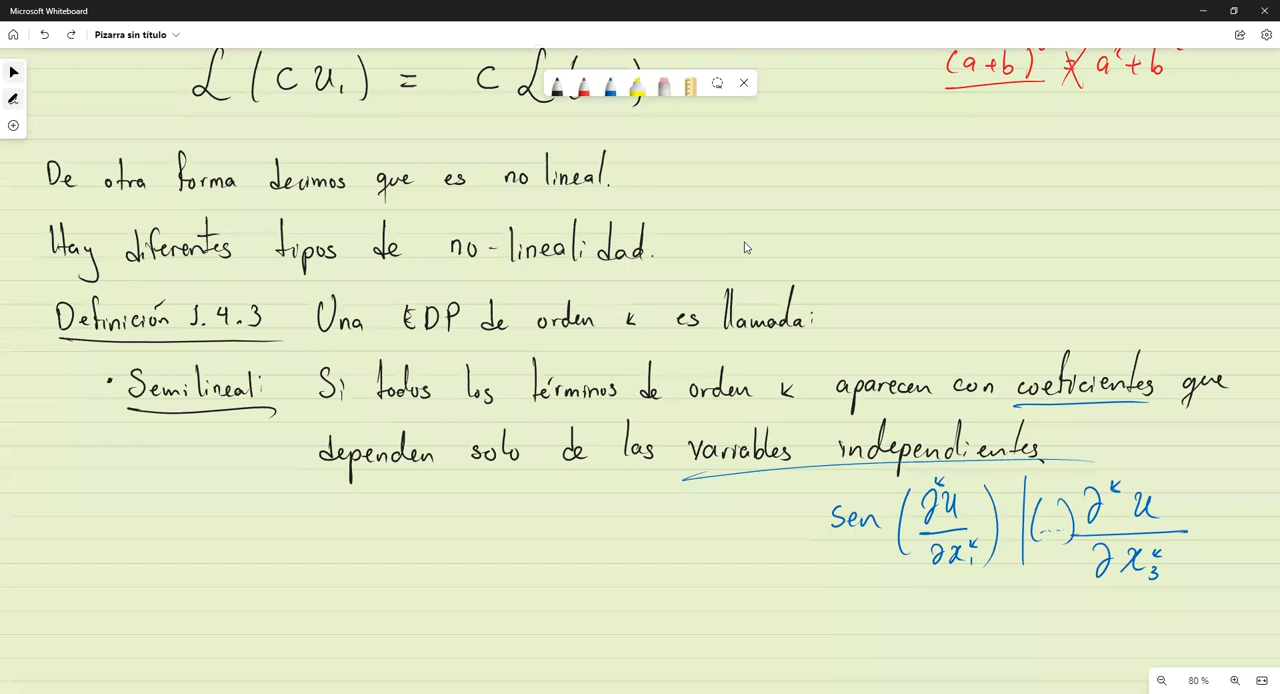 Microsoft Whiteboard
Pizarra sin título
L(cu₁) = c L
(a+b)² ≠ a²+b²
De otra forma decimos que es no lineal.
Hay diferentes tipos de no-linealidad.
Definición 1.4.3 Una EDP de orden k es llamada:
• Semilineal: Si todos los términos de orden k aparecen con coeficientes que
dependen solo de las variables independientes.
sen (∂ᵏu/∂x₁ᵏ) | (...) ∂ᵏu/∂x₃ᵏ
80 %